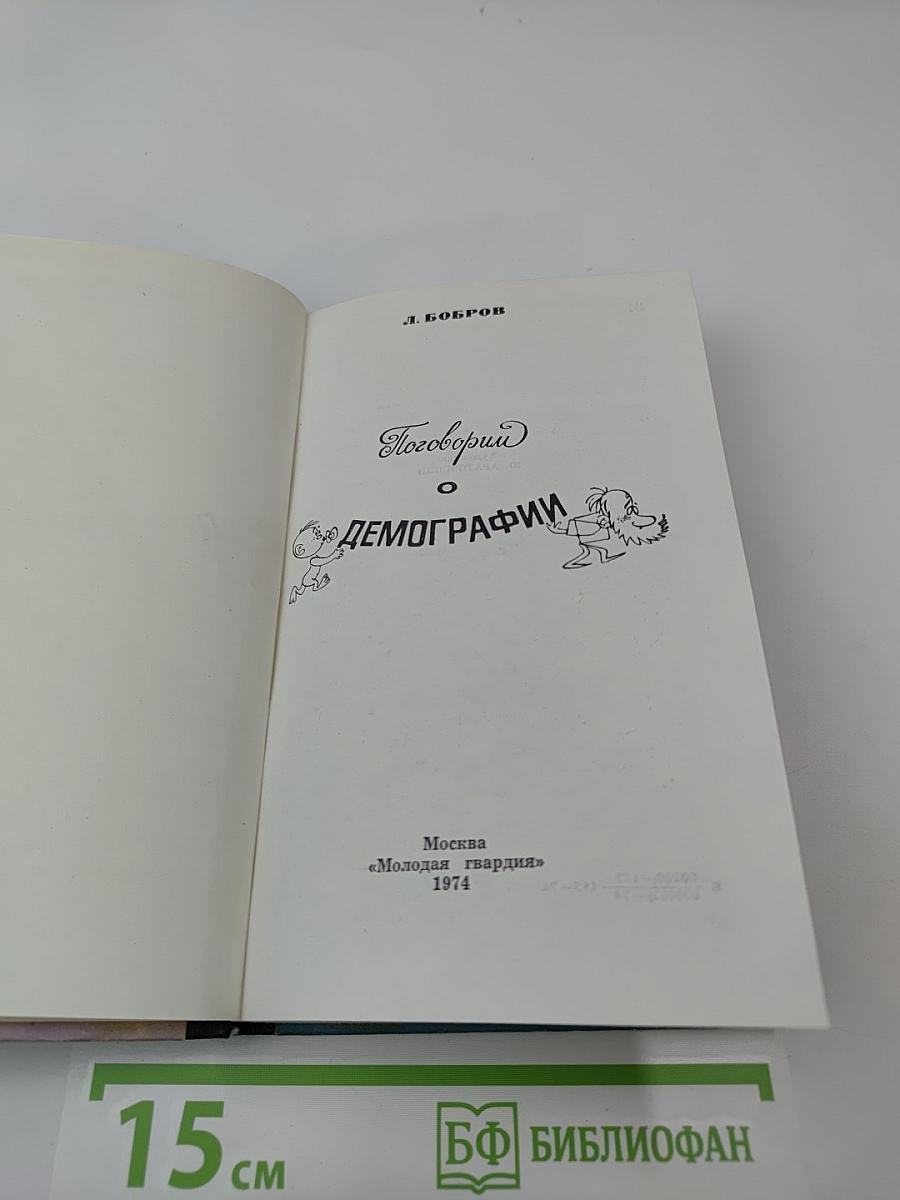 Л. БОБРОВ
Поговорим
О
ДЕМОГРАФИИ
Москва
«Молодая гвардия»
1974
15 см
БФ БИБЛИОФАН